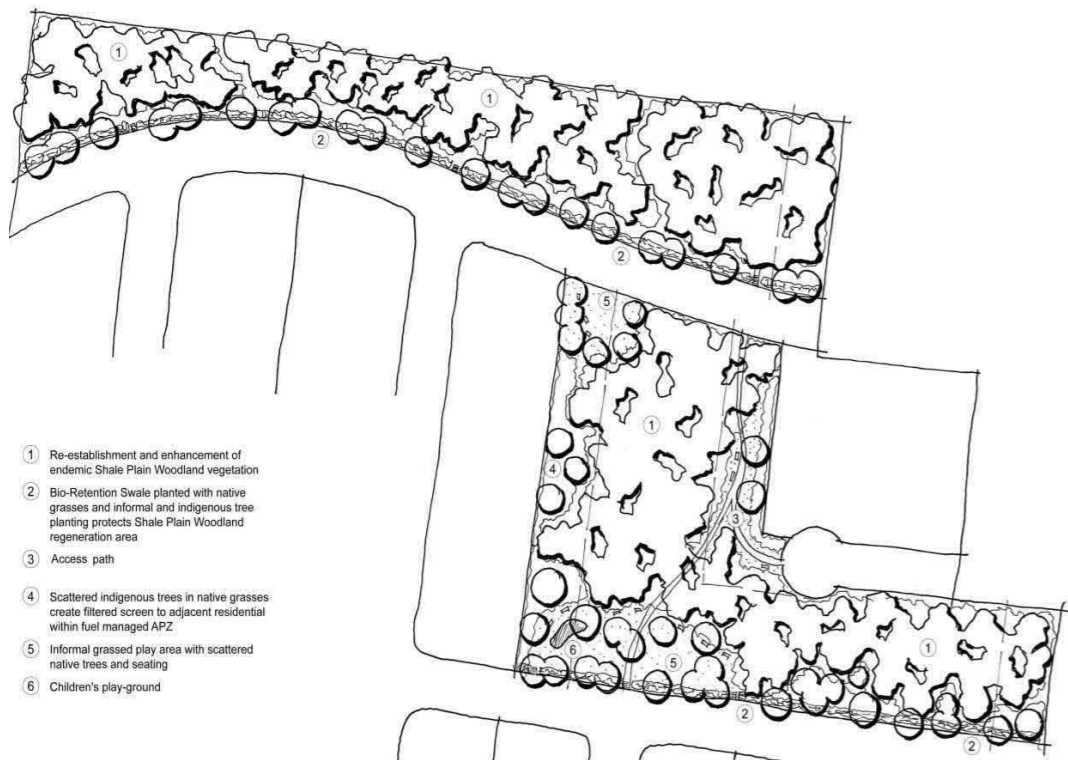 1
1
2
2
5
1
4
3
6
5
1
2
2
1 Re-establishment and enhancement of
endemic Shale Plain Woodland vegetation
2 Bio-Retention Swale planted with native
grasses and informal and indigenous tree
planting protects Shale Plain Woodland
regeneration area
3 Access path
4 Scattered indigenous trees in native grasses
create filtered screen to adjacent residential
within fuel managed APZ
5 Informal grassed play area with scattered
native trees and seating
6 Children's play-ground